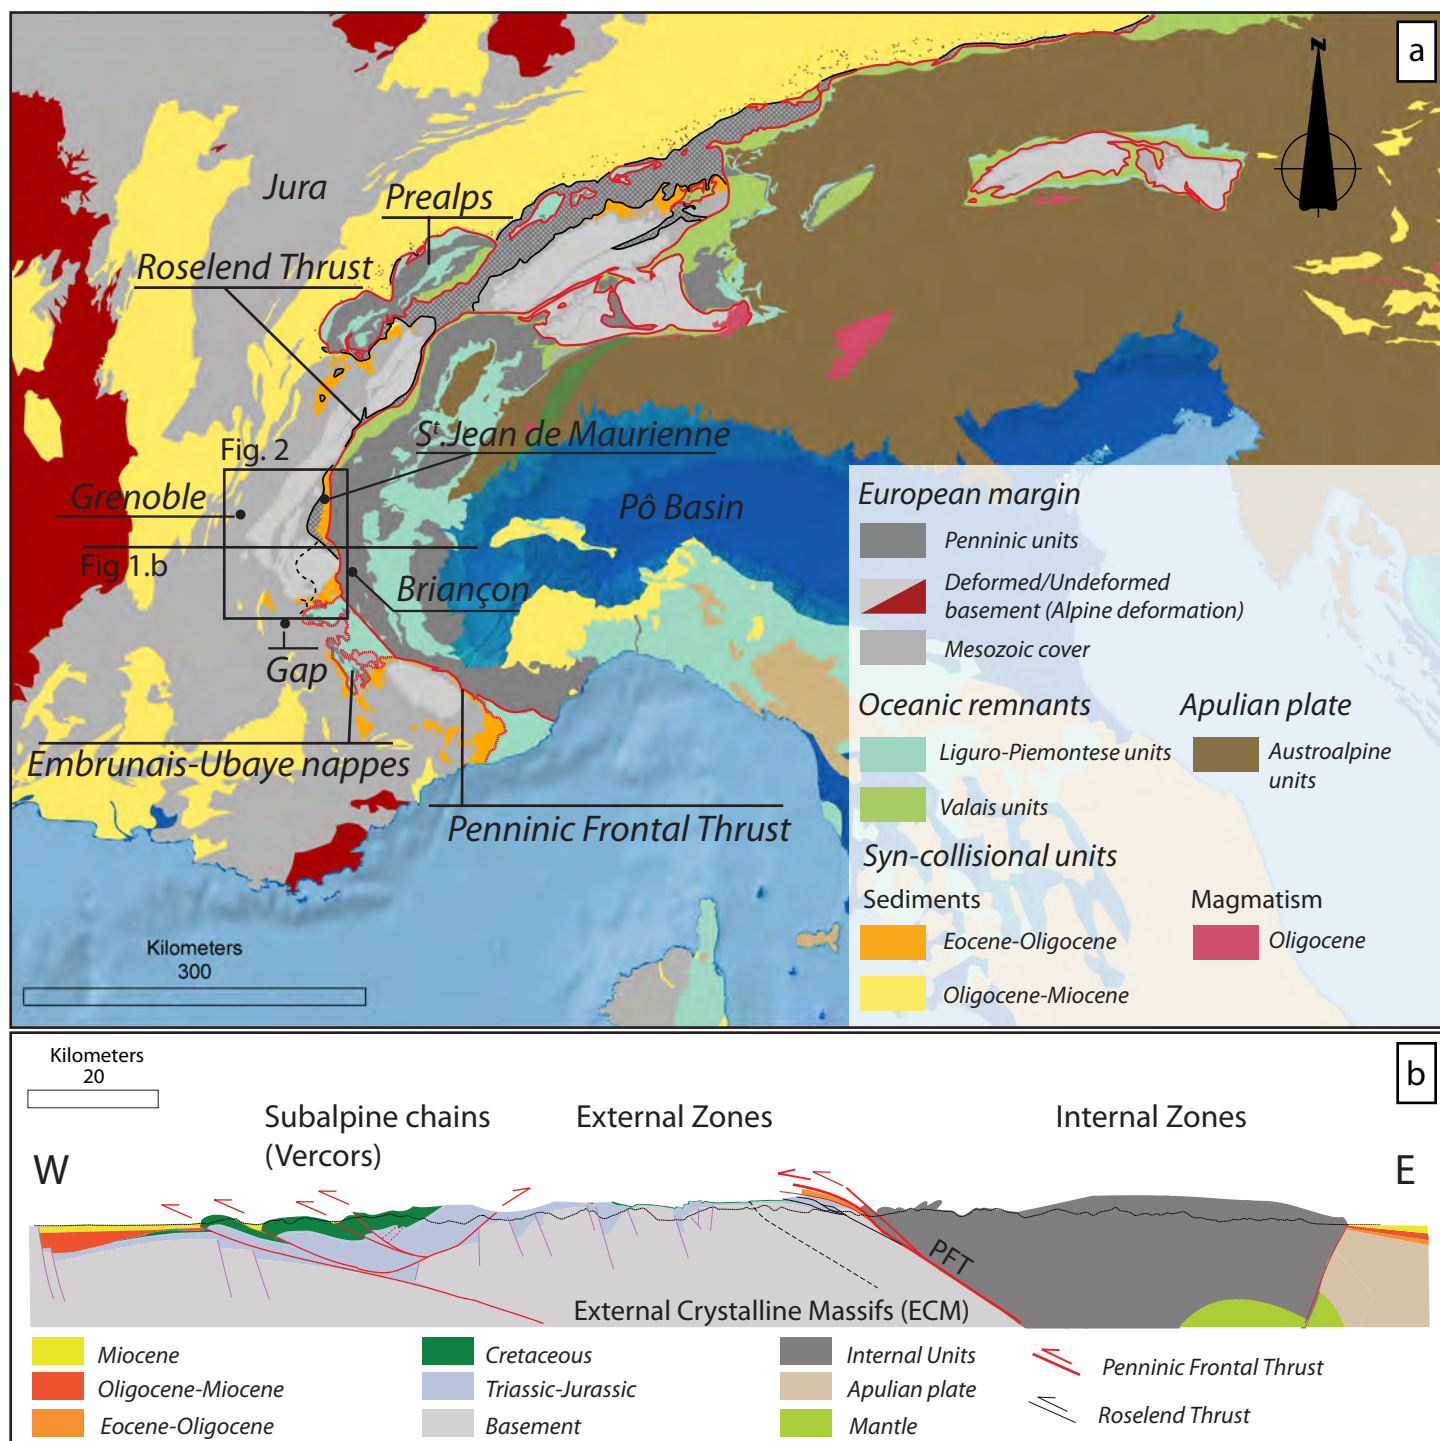 a
N
Jura
Prealps
Roselend Thrust
St.Jean de Maurienne
Fig. 2
Grenoble
Pô Basin
Fig 1.b
Briançon
Gap
Embrunais-Ubaye nappes
Penninic Frontal Thrust
Kilometers
300
European margin
Penninic units
Deformed/Undeformed
basement (Alpine deformation)
Mesozoic cover
Oceanic remnants
Apulian plate
Liguro-Piemontese units
Austroalpine
units
Valais units
Syn-collisional units
Sediments
Magmatism
Eocene-Oligocene
Oligocene
Oligocene-Miocene
b
Kilometers
20
Subalpine chains
(Vercors)
External Zones
Internal Zones
W
E
PFT
External Crystalline Massifs (ECM)
Miocene
Cretaceous
Internal Units
Penninic Frontal Thrust
Oligocene-Miocene
Triassic-Jurassic
Apulian plate
Roselend Thrust
Eocene-Oligocene
Basement
Mantle